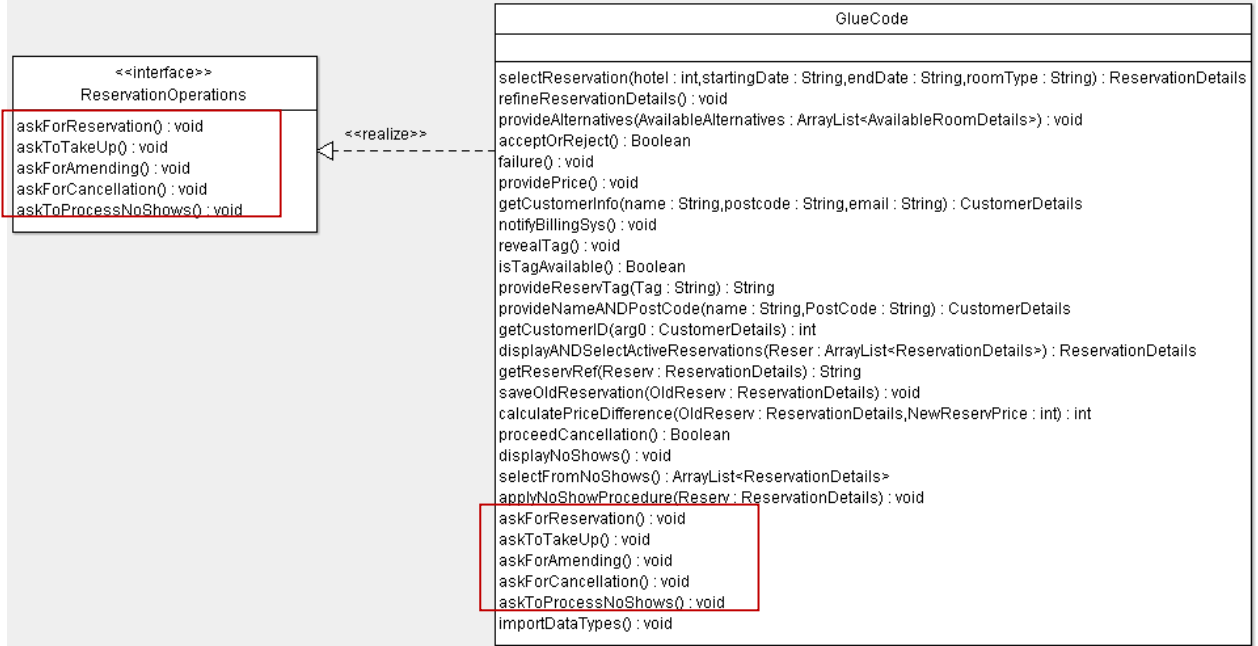 <<interface>>
ReservationOperations
askForReservation() : void
askToTakeUp() : void
askForAmending() : void
askForCancellation() : void
askToProcessNoShows() : void
<<realize>>
GlueCode
selectReservation(hotel : int,startingDate : String,endDate : String,roomType : String) : ReservationDetails
refineReservationDetails() : void
provideAlternatives(AvailableAlternatives : ArrayList<AvailableRoomDetails>) : void
acceptOrReject() : Boolean
failure() : void
providePrice() : void
getCustomerInfo(name : String,postcode : String,email : String) : CustomerDetails
notifyBillingSys() : void
revealTag() : void
isTagAvailable() : Boolean
provideReservTag(Tag : String) : String
provideNameANDPostCode(name : String,PostCode : String) : CustomerDetails
getCustomerID(arg0 : CustomerDetails) : int
displayANDSelectActiveReservations(Reser : ArrayList<ReservationDetails>) : ReservationDetails
getReservRef(Reserv : ReservationDetails) : String
saveOldReservation(OldReserv : ReservationDetails) : void
calculatePriceDifference(OldReserv : ReservationDetails,NewReservPrice : int) : int
proceedCancellation() : Boolean
displayNoShows() : void
selectFromNoShows() : ArrayList<ReservationDetails>
applyNoShowProcedure(Reserv : ReservationDetails) : void
askForReservation() : void
askToTakeUp() : void
askForAmending() : void
askForCancellation() : void
askToProcessNoShows() : void
importDataTypes() : void